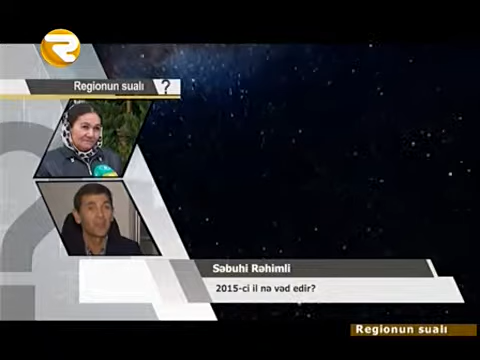 Regionun sualı ?
Səbuhi Rəhimli
2015-ci il nə vəd edir?
Regionun sualı